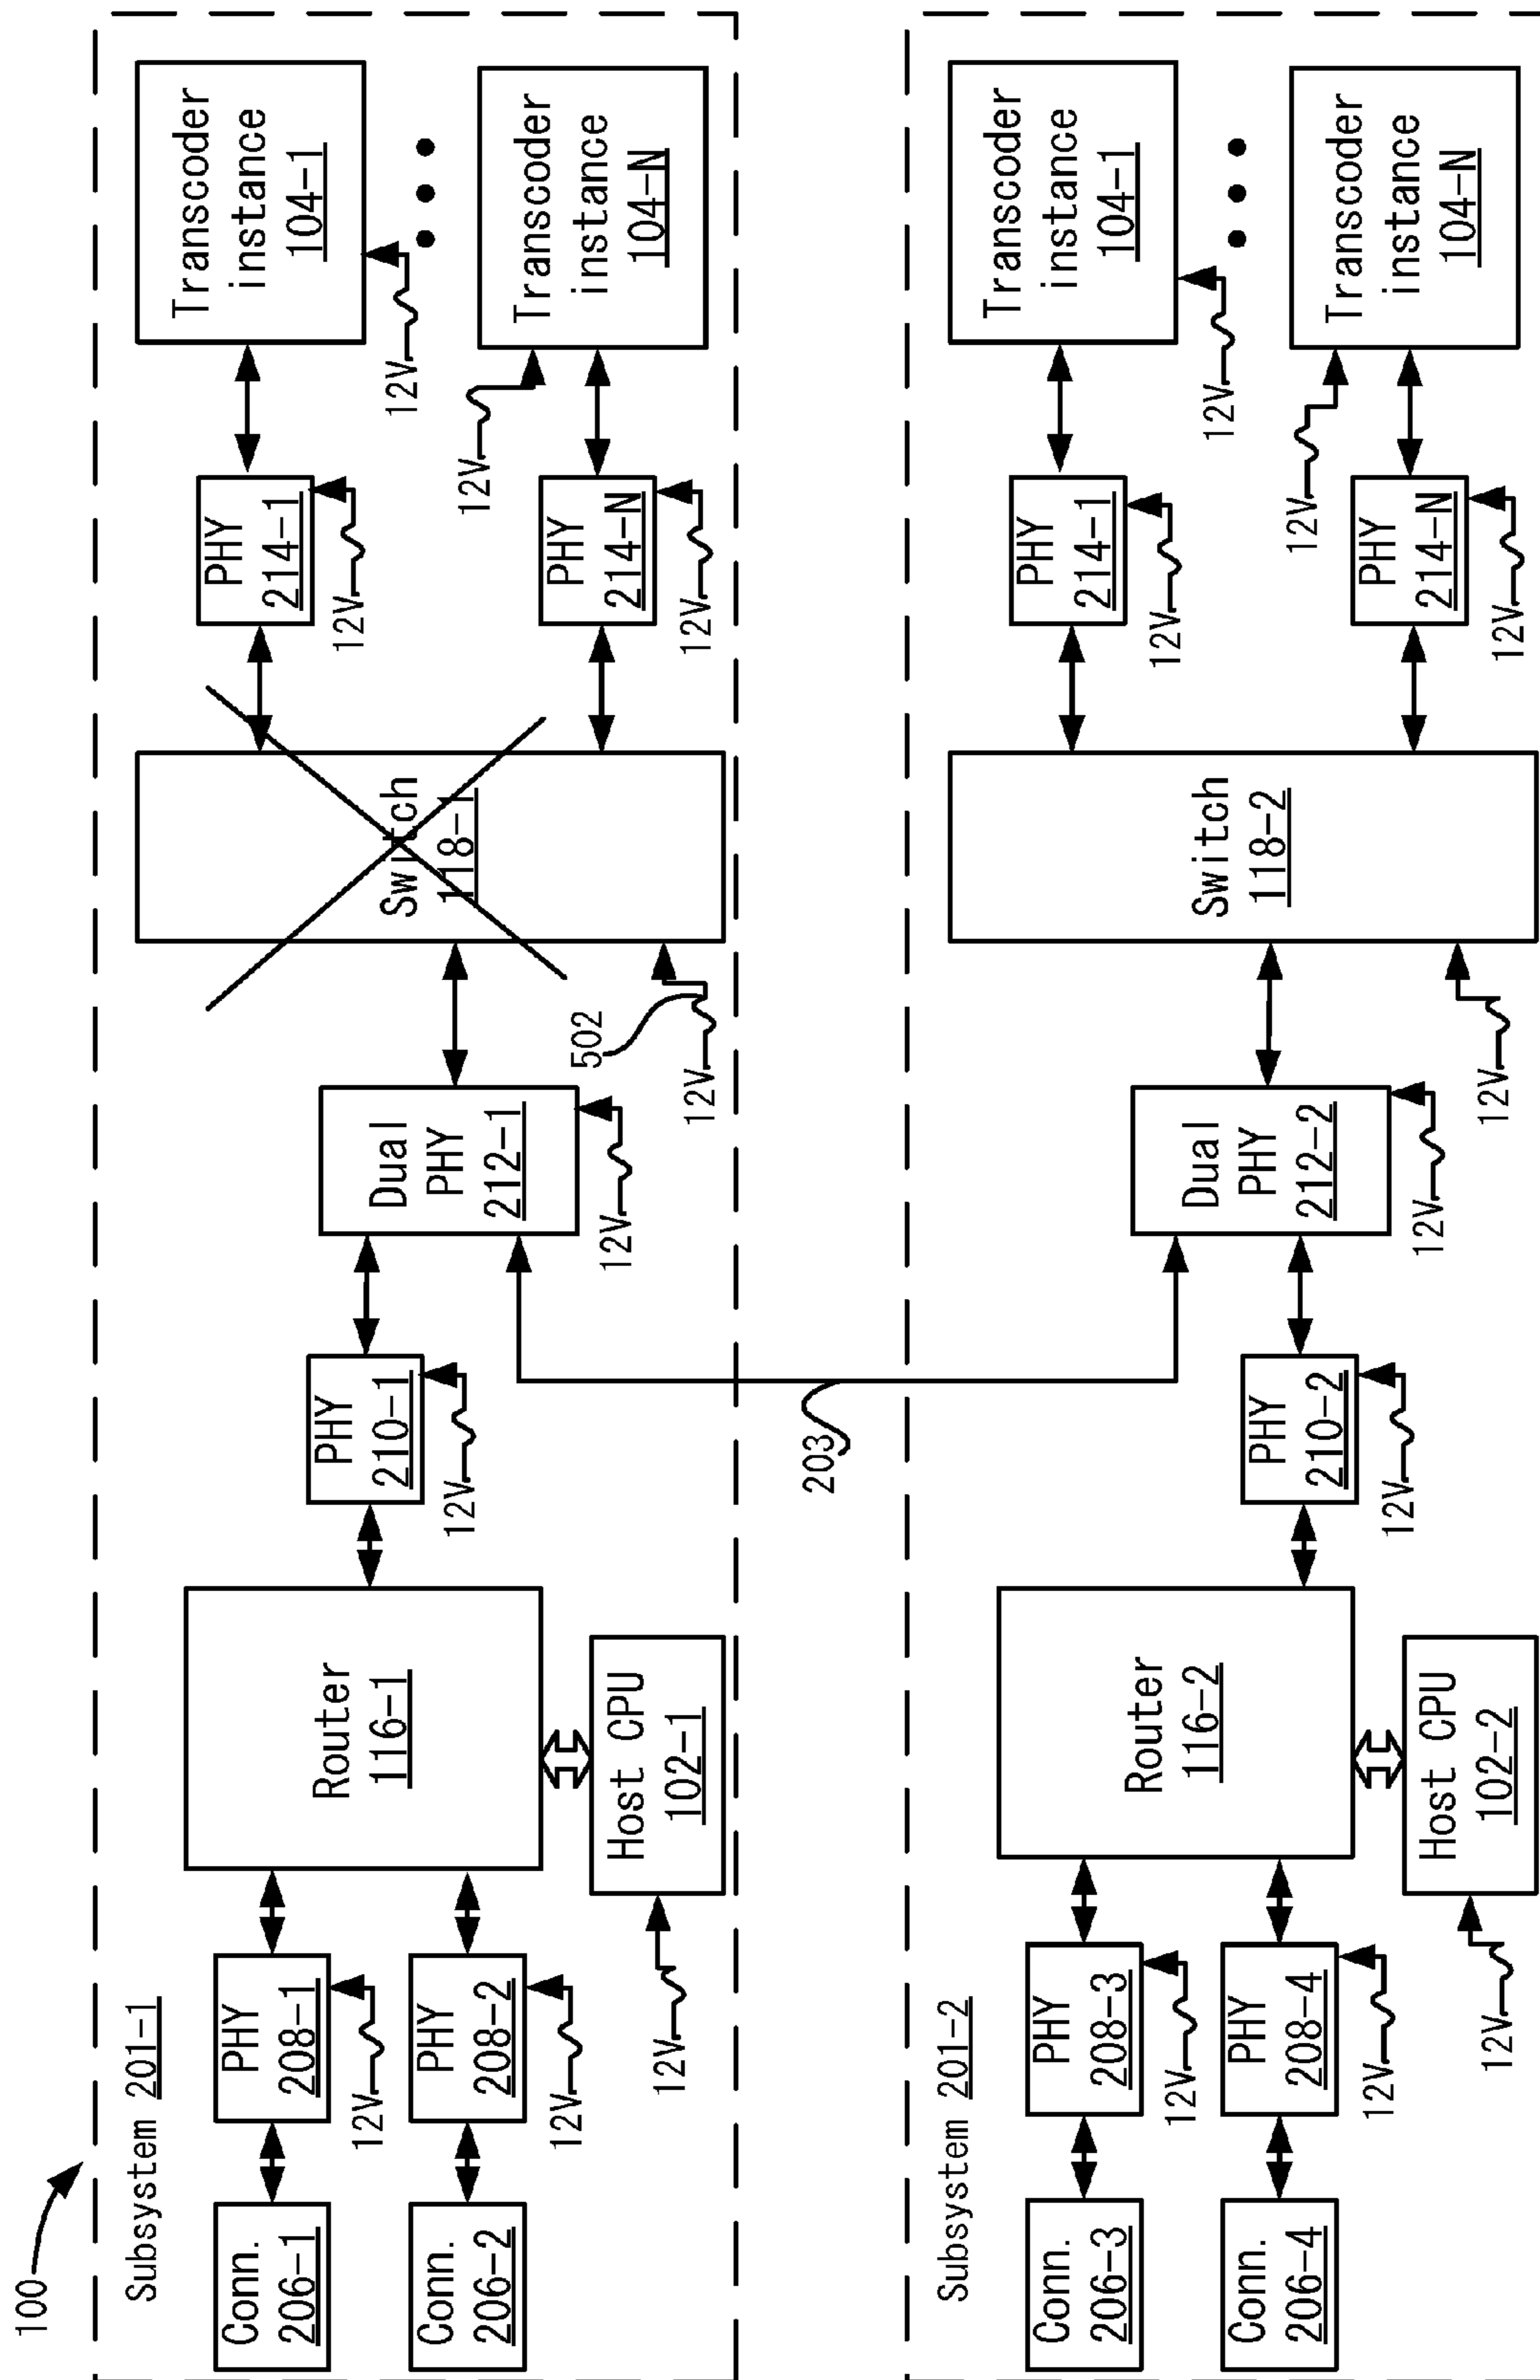 100
Subsystem 201-1
Conn.
206-1
Conn.
206-2
PHY
208-1
12V
PHY
208-2
12V
Router
116-1
Host CPU
102-1
12V
PHY
210-1
12V
Dual
PHY
212-1
12V
203
Switch
118-1
502
12V
PHY
214-1
12V
PHY
214-N
12V
Transcoder
instance
104-1
12V
Transcoder
instance
104-N
12V
Subsystem 201-2
Conn.
206-3
Conn.
206-4
PHY
208-3
12V
PHY
208-4
12V
Router
116-2
Host CPU
102-2
12V
PHY
210-2
12V
Dual
PHY
212-2
12V
Switch
118-2
12V
PHY
214-1
12V
PHY
214-N
12V
Transcoder
instance
104-1
12V
Transcoder
instance
104-N
12V